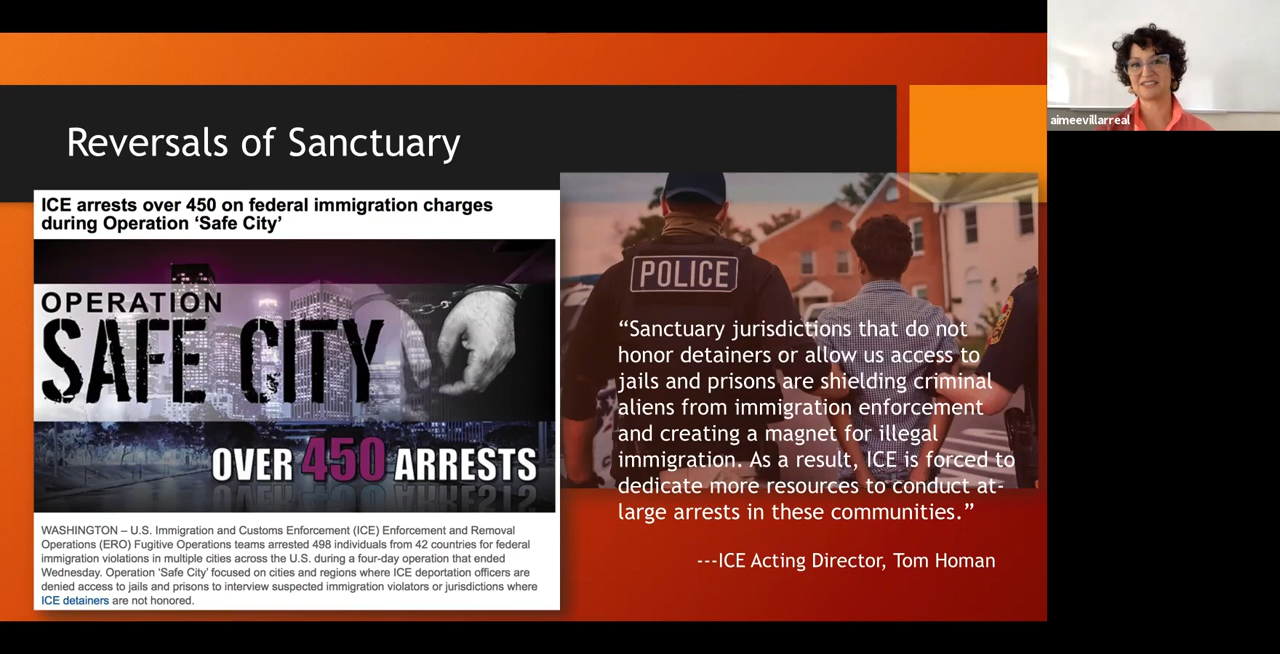 Reversals of Sanctuary
ICE arrests over 450 on federal immigration charges
during Operation ‘Safe City’
OPERATION
SAFE CITY
OVER 450 ARRESTS
WASHINGTON – U.S. Immigration and Customs Enforcement (ICE) Enforcement and Removal
Operations (ERO) Fugitive Operations teams arrested 498 individuals from 42 countries for federal
immigration violations in multiple cities across the U.S. during a four-day operation that ended
Wednesday. Operation ‘Safe City’ focused on cities and regions where ICE deportation officers are
denied access to jails and prisons to interview suspected immigration violators or jurisdictions where
ICE detainers are not honored.
POLICE
“Sanctuary jurisdictions that do not
honor detainers or allow us access to
jails and prisons are shielding criminal
aliens from immigration enforcement
and creating a magnet for illegal
immigration. As a result, ICE is forced to
dedicate more resources to conduct at-
large arrests in these communities.”
---ICE Acting Director, Tom Homan
aimeevillarreal